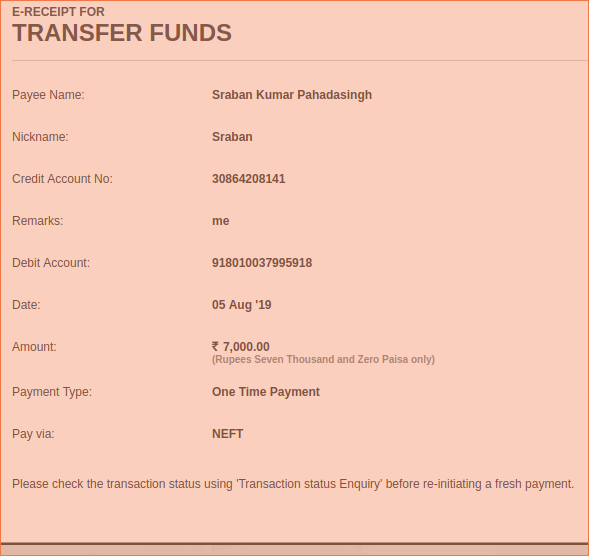 E-RECEIPT FOR
TRANSFER FUNDS
Payee Name: Sraban Kumar Pahadasingh
Nickname: Sraban
Credit Account No: 30864208141
Remarks: me
Debit Account: 918010037995918
Date: 05 Aug '19
Amount: ₹ 7,000.00
(Rupees Seven Thousand and Zero Paisa only)
Payment Type: One Time Payment
Pay via: NEFT
Please check the transaction status using 'Transaction status Enquiry' before re-initiating a fresh payment.